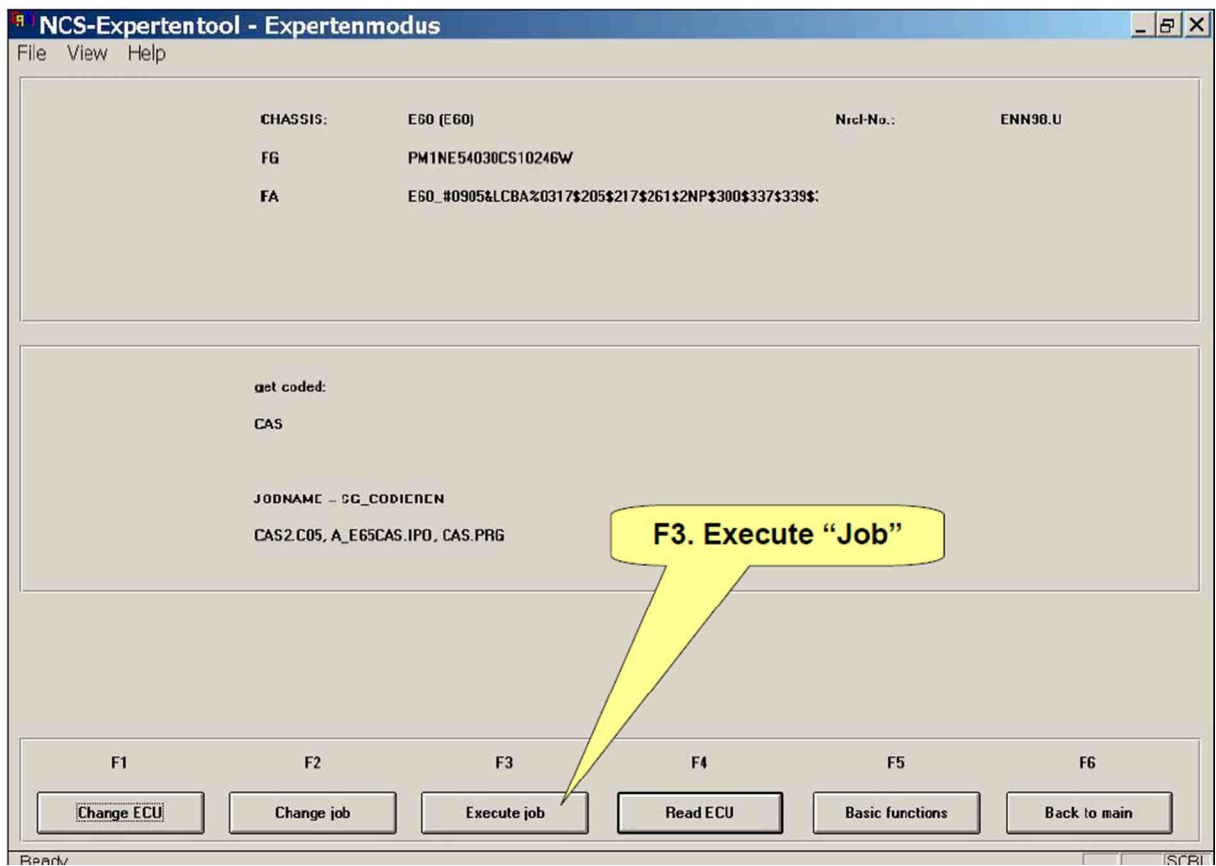 NCS-Expertentool - Expertenmodus
File View Help
CHASSIS: E60 (E60) Nrcl-No.: ENN98.U
FG PM1NE54030CS10246W
FA E60_#0905&LCBA%0317$205$217$261$2NP$300$337$339$:
get coded:
CAS
JOBNAME = SG_CODIEREN
CAS2.C05, A_E65CAS.IPO, CAS.PRG
F3. Execute “Job”
F1 F2 F3 F4 F5 F6
Change ECU Change job Execute job Read ECU Basic functions Back to main
Ready